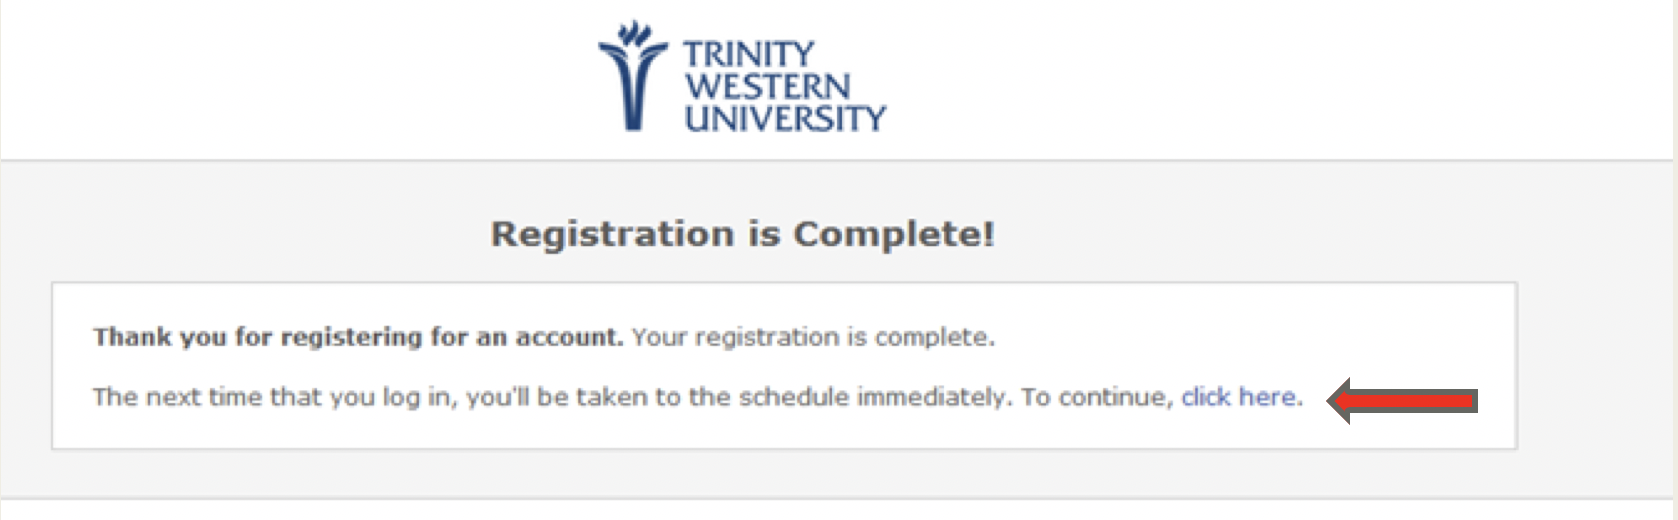 TRINITY
WESTERN
UNIVERSITY
Registration is Complete!
Thank you for registering for an account. Your registration is complete.
The next time that you log in, you'll be taken to the schedule immediately. To continue, click here.